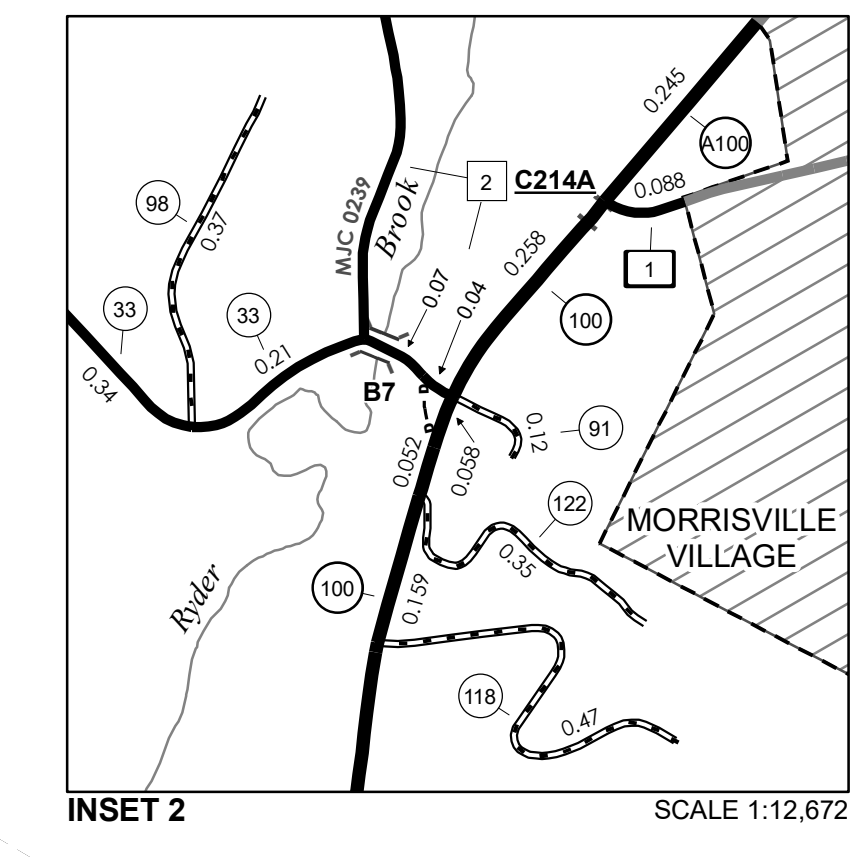 0.245
A100
2
C214A
0.088
98
0.37
MJC 0239
Brook
0.258
1
33
33
0.07
0.04
100
0.21
0.34
B7
D
D
0.12
91
0.052
0.058
122
MORRISVILLE
VILLAGE
0.35
100
0.159
Ryder
118
0.47
INSET 2
SCALE 1:12,672